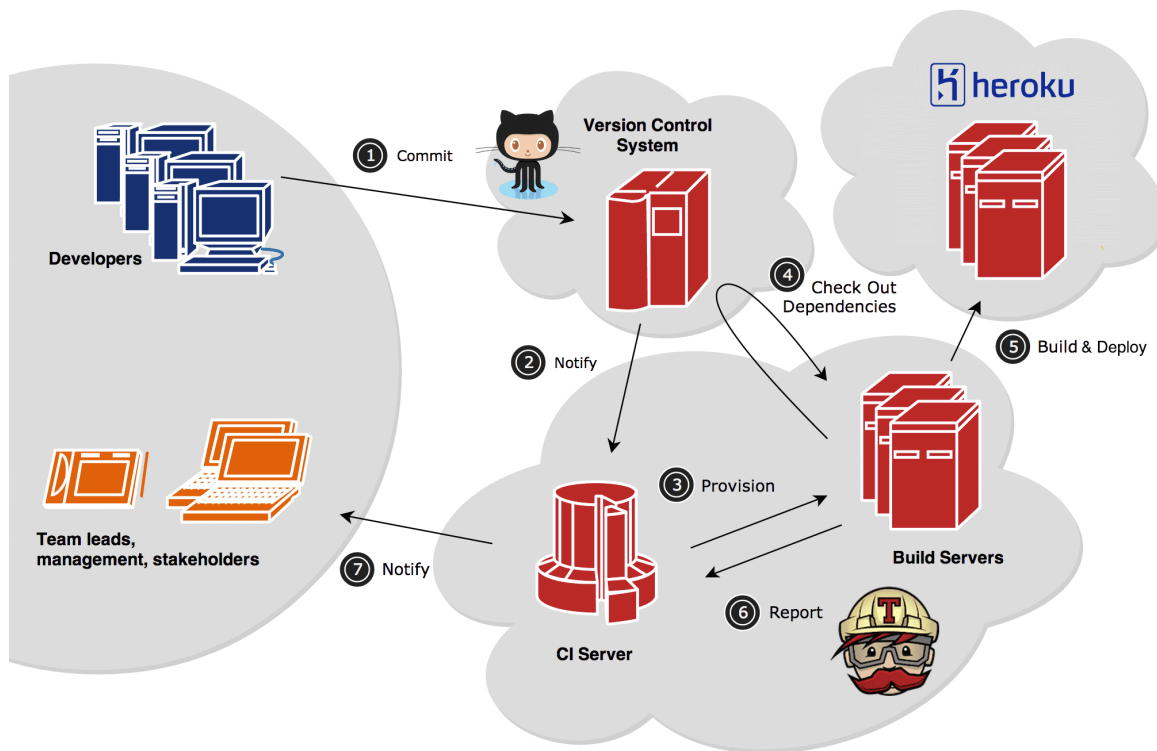 heroku
Version Control
System
1 Commit
Developers
4 Check Out
Dependencies
2 Notify
5 Build & Deploy
3 Provision
Team leads,
management, stakeholders
Build Servers
7 Notify
6 Report
T
CI Server